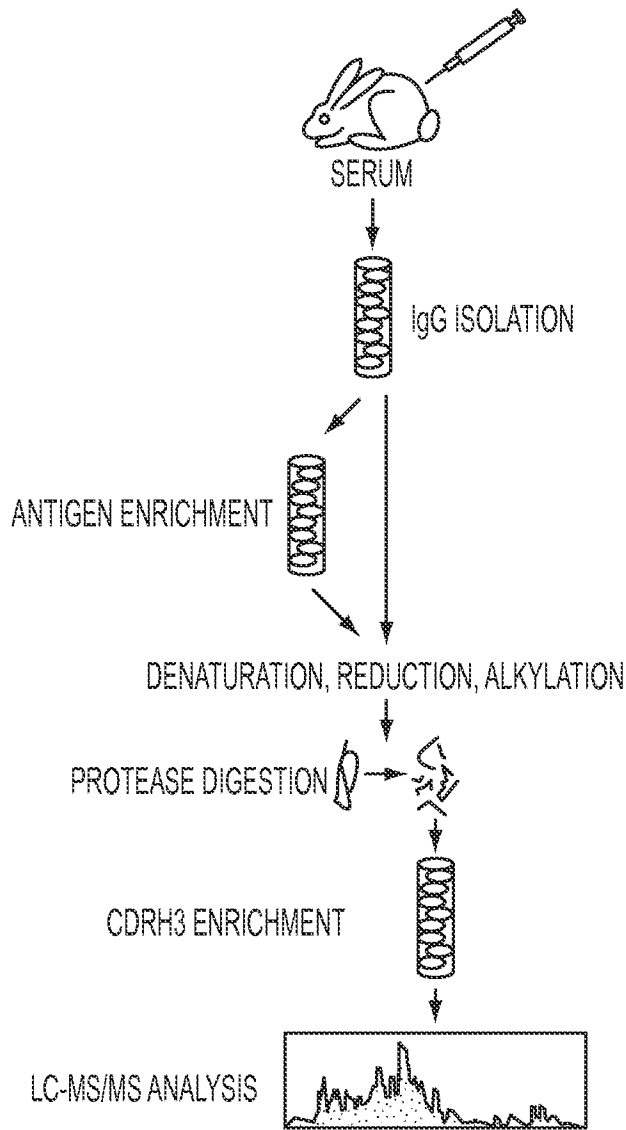 SERUM
IgG ISOLATION
ANTIGEN ENRICHMENT
DENATURATION, REDUCTION, ALKYLATION
PROTEASE DIGESTION
CDRH3 ENRICHMENT
LC-MS/MS ANALYSIS